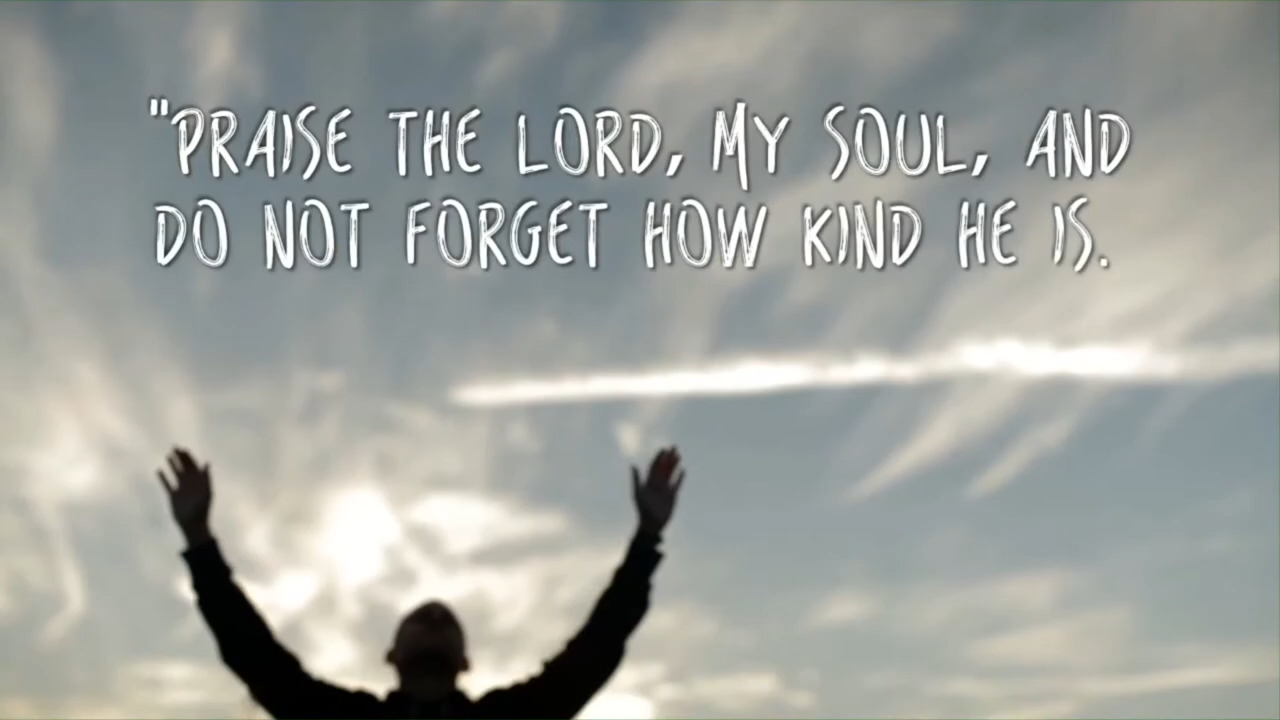 "PRAISE THE LORD, MY SOUL, AND
DO NOT FORGET HOW KIND HE IS.